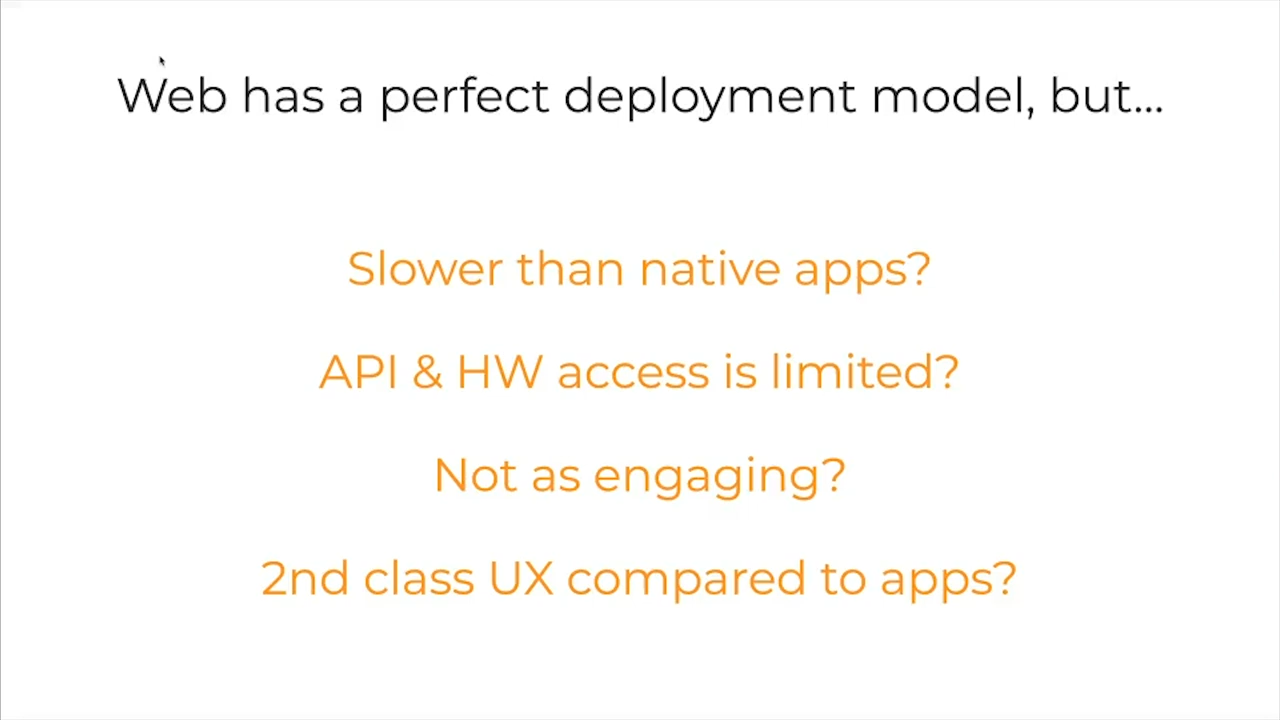 Web has a perfect deployment model, but...
Slower than native apps?
API & HW access is limited?
Not as engaging?
2nd class UX compared to apps?